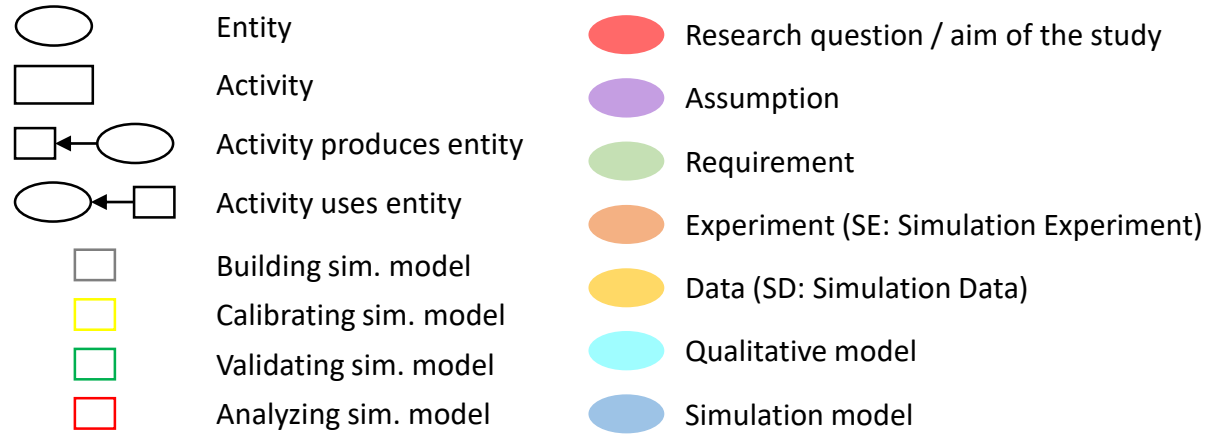 Entity
Activity
Activity produces entity
Activity uses entity
Building sim. model
Calibrating sim. model
Validating sim. model
Analyzing sim. model
Research question / aim of the study
Assumption
Requirement
Experiment (SE: Simulation Experiment)
Data (SD: Simulation Data)
Qualitative model
Simulation model